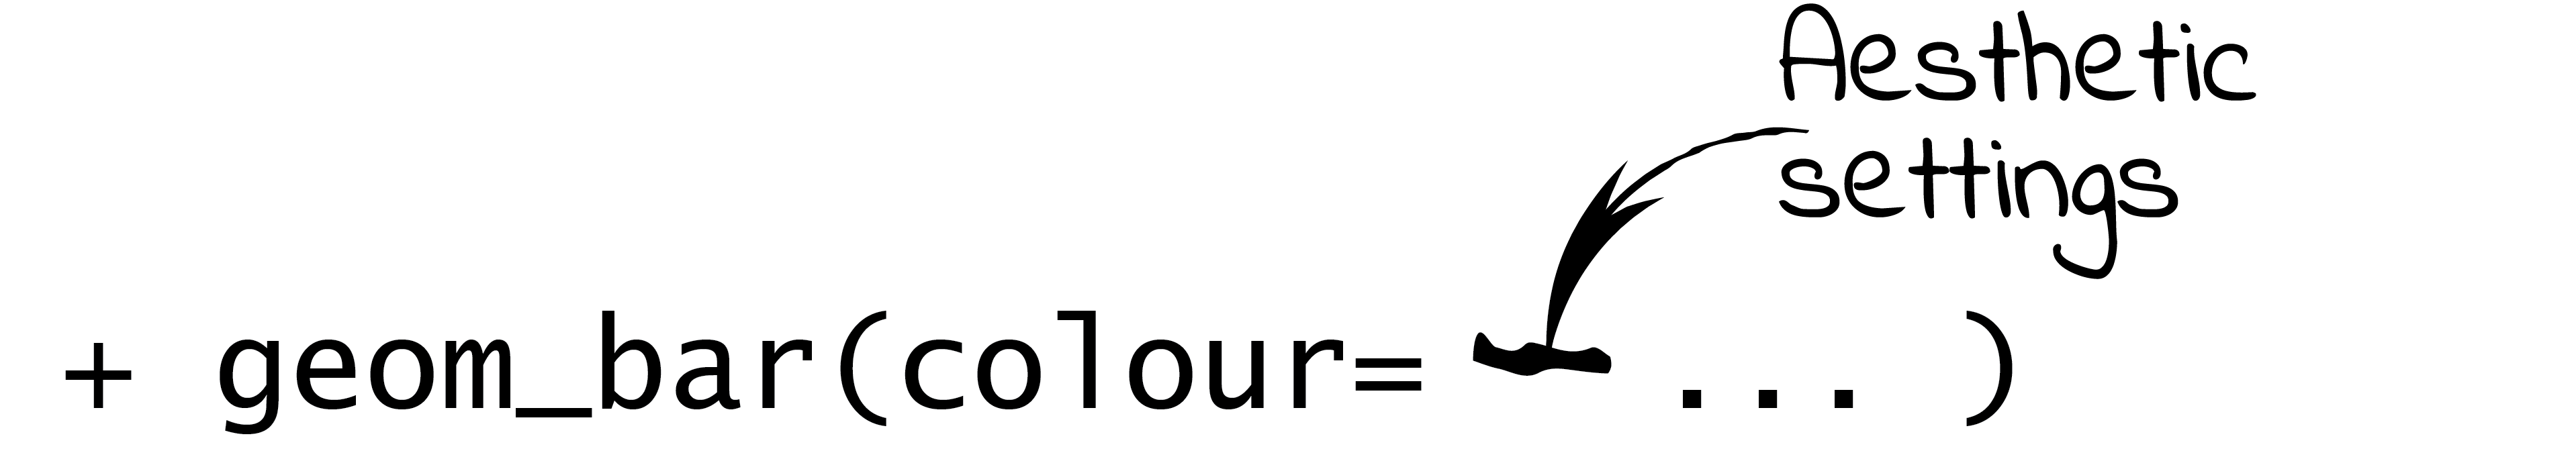 Aesthetic
settings
+ geom_bar(colour= ... )